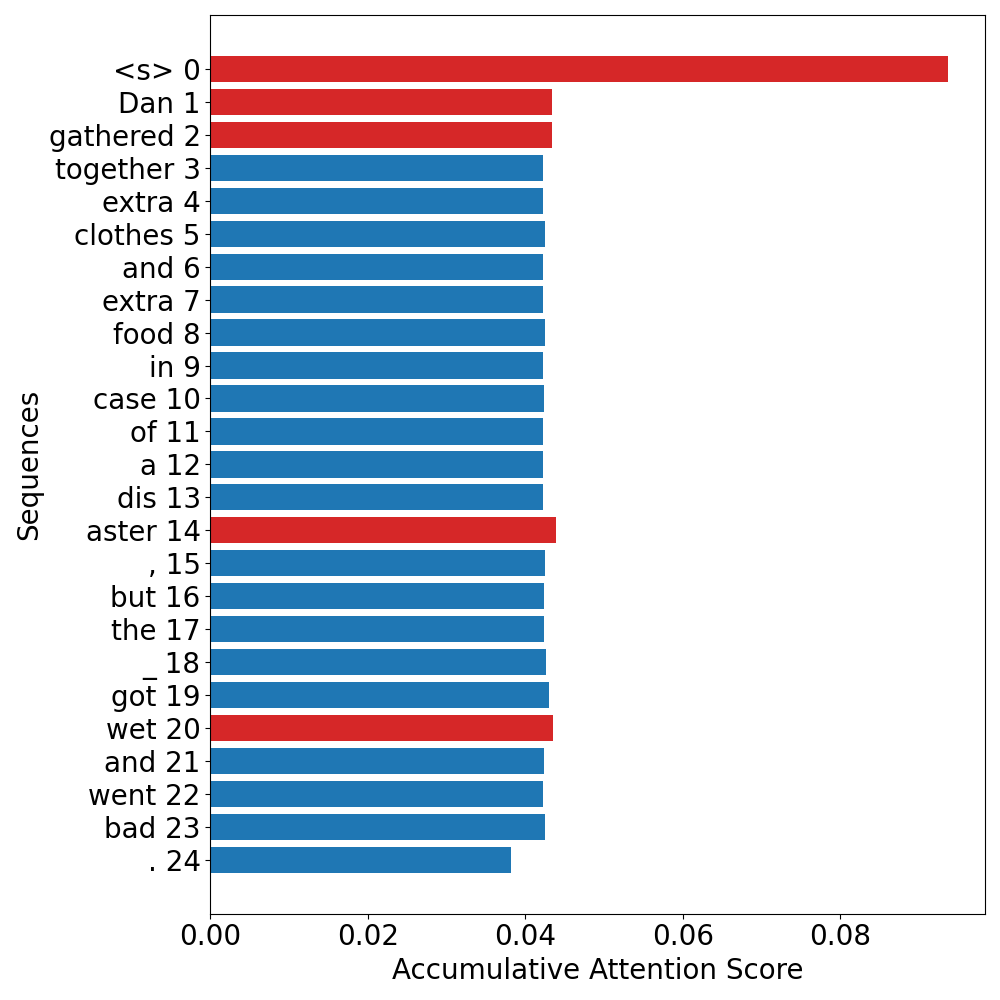 <s> 0
Dan 1
gathered 2
together 3
extra 4
clothes 5
and 6
extra 7
food 8
in 9
case 10
of 11
a 12
dis 13
aster 14
, 15
but 16
the 17
_ 18
got 19
wet 20
and 21
went 22
bad 23
. 24
Sequences
0.00 0.02 0.04 0.06 0.08
Accumulative Attention Score